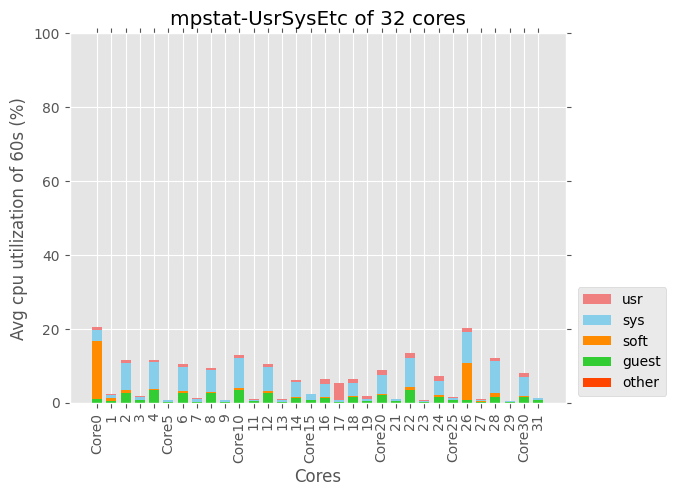 mpstat-UsrSysEtc of 32 cores
Avg cpu utilization of 60s (%)
100
80
60
40
20
0
Core0
1
2
3
4
Core5
6
7
8
9
Core10
11
12
13
14
Core15
16
17
18
19
Core20
21
22
23
24
Core25
26
27
28
29
Core30
31
Cores
usr
sys
soft
guest
other